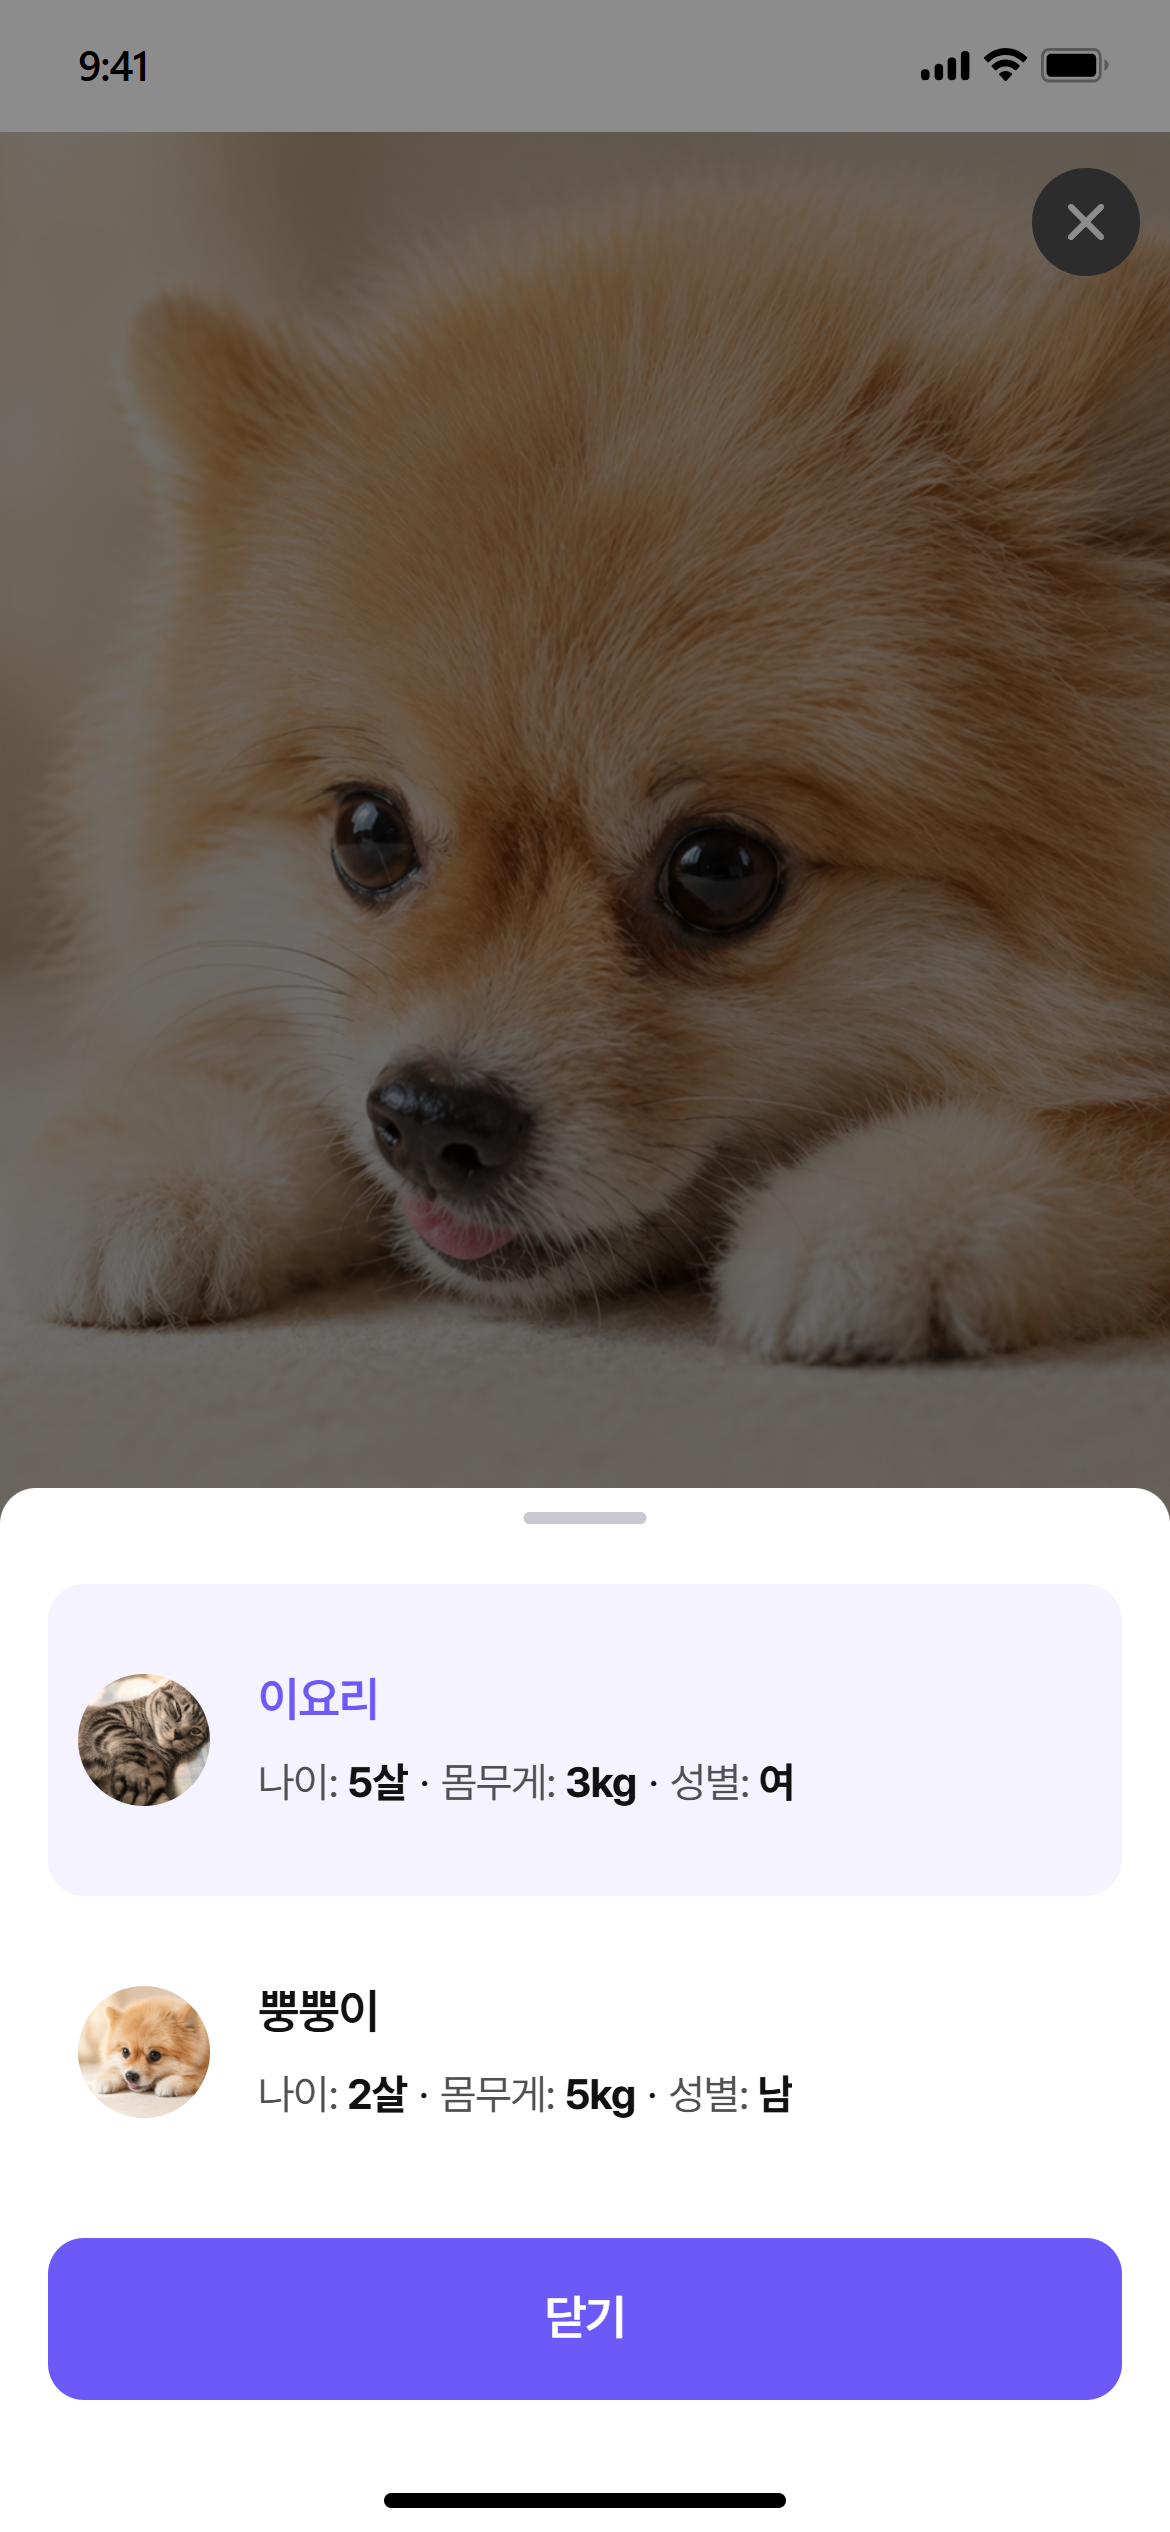 9:41
이요리
나이: 5살 · 몸무게: 3kg · 성별: 여
뿡뿡이
나이: 2살 · 몸무게: 5kg · 성별: 남
닫기